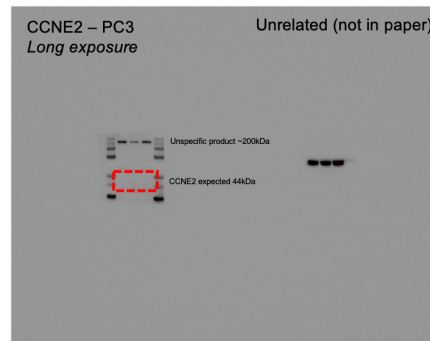 CCNE2 – PC3
Long exposure
Unrelated (not in paper)
Unspecific product ~200kDa
CCNE2 expected 44kDa